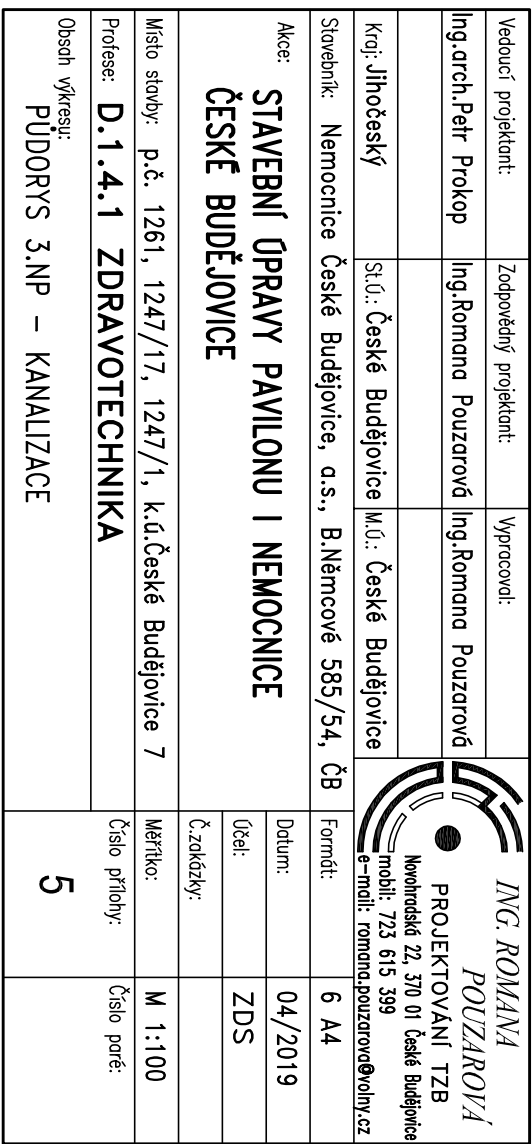 Vedoucí projektant: Zodpovědný projektant: Vypracoval:
Ing.arch.Petr Prokop Ing.Romana Pouzarová Ing.Romana Pouzarová
Kraj: Jihočeský St.Ú.: České Budějovice M.Ú.: České Budějovice
ING. ROMANA
POUZAROVÁ
PROJEKTOVÁNÍ TZB
Novohradská 22, 370 01 České Budějovice
mobil: 723 615 399
e-mail: romana.pouzarova@volny.cz
Stavebník: Nemocnice České Budějovice, a.s., B.Němcové 585/54, ČB
Formát: 6 A4
Akce: STAVEBNÍ ÚPRAVY PAVILONU I NEMOCNICE
ČESKÉ BUDĚJOVICE
Datum: 04/2019
Účel: ZDS
Č.zakázky:
Místo stavby: p.č. 1261, 1247/17, 1247/1, k.ú.České Budějovice 7
Měřítko: M 1:100
Profese: D.1.4.1 ZDRAVOTECHNIKA
Číslo přílohy: Číslo paré:
Obsah výkresu:
PŮDORYS 3.NP – KANALIZACE
5